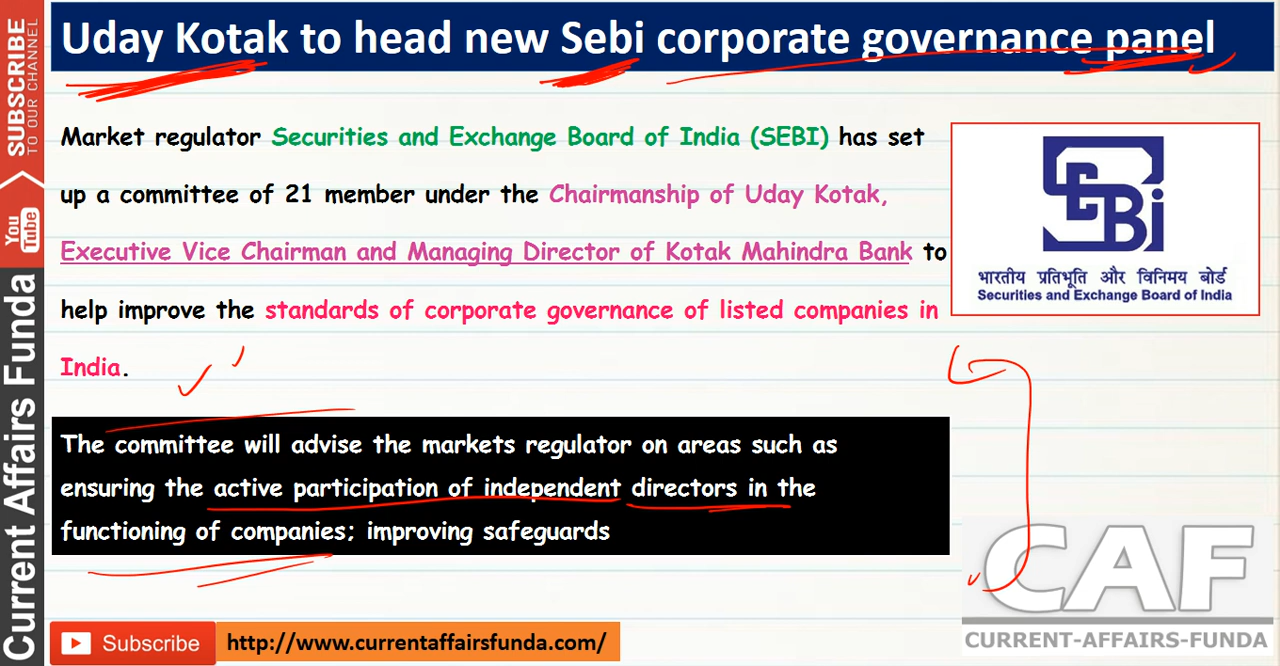 Uday Kotak to head new Sebi corporate governance panel
SUBSCRIBE
TO OUR CHANNEL
You
Tube
Current Affairs Funda
Market regulator Securities and Exchange Board of India (SEBI) has set
up a committee of 21 member under the Chairmanship of Uday Kotak,
Executive Vice Chairman and Managing Director of Kotak Mahindra Bank to
help improve the standards of corporate governance of listed companies in
India.
SEBI
भारतीय प्रतिभूति और विनिमय बोर्ड
Securities and Exchange Board of India
The committee will advise the markets regulator on areas such as
ensuring the active participation of independent directors in the
functioning of companies; improving safeguards
CAF
CURRENT-AFFAIRS-FUNDA
Subscribe
http://www.currentaffairsfunda.com/